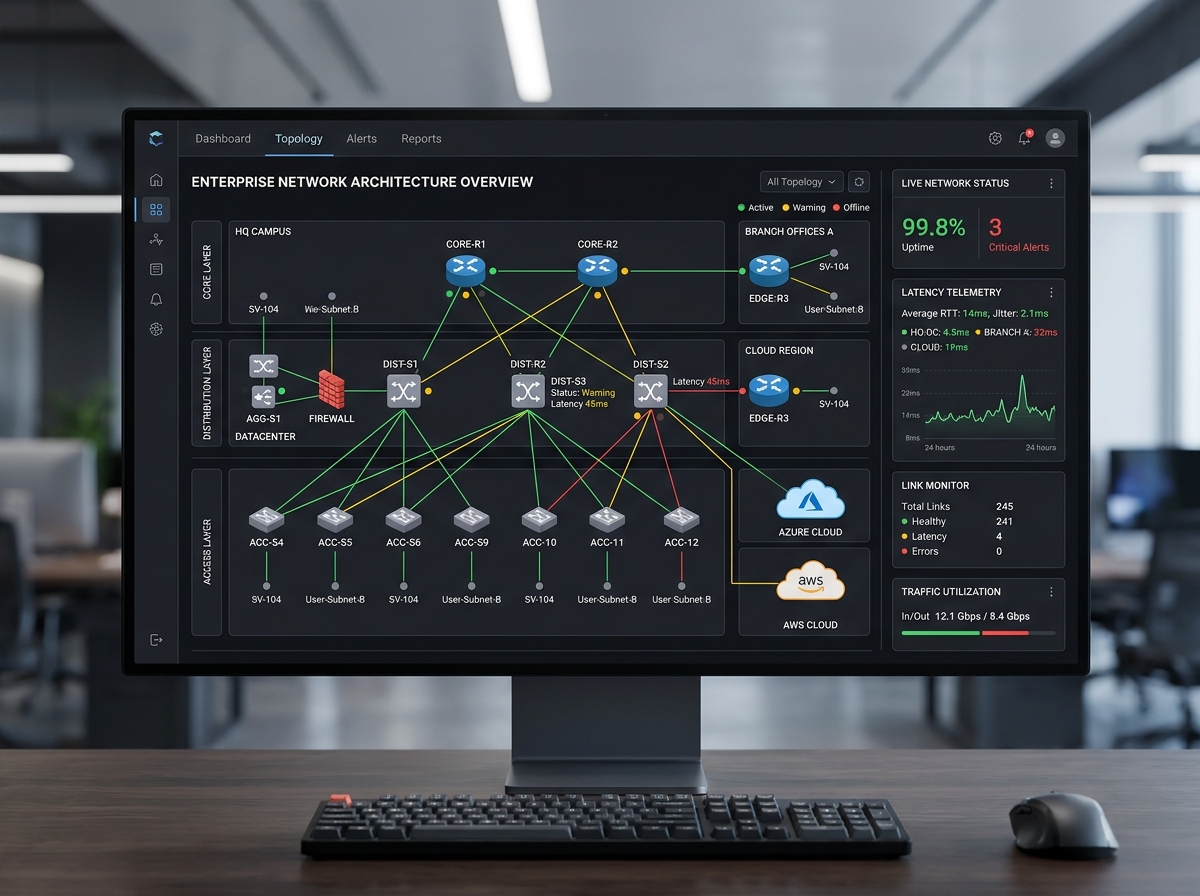 Dashboard
Topology
Alerts
Reports
ENTERPRISE NETWORK ARCHITECTURE OVERVIEW
All Topelogy
Active
Warning
Offline
CORE LAYER
HQ CAMPUS
CORE-R1
CORE-R2
SV-104
Wie-Subnet.B
BRANCH OFFICES A
EDGE:R3
SV-104
User-Subnet:8
DISTRIBUTION LAYER
DIST-S1
DIST-R2
DIST-S2
DIST-S3
Status: Warning
Latency 45ms
Latency 45ms
AGG-S1
FIREWALL
DATACENTER
CLOUD REGION
EDGE-R3
SV-104
ACCESS LAYER
ACC-S4
ACC-S5
ACC-S6
ACC-S9
ACC-10
ACC-11
ACC-12
SV-104
User-Subnet-B
SV-104
User-Subnet-B
SV-104
User-Subnet-B
User Subnet.B
AZURE CLOUD
aws
AWS CLOUD
LIVE NETWORK STATUS
99.8%
Uptime
3
Critical Alerts
LATENCY TELEMETRY
Average RTT: 14ms, Jitter: 2.1ms
HO:DC: 4.5ms
BRANCH A: 32ms
CLOUD: 19ms
39ms
22ms
14ms
8ms
24 hours
24 hours
LINK MONITOR
Total Links 245
Healthy 241
Latency 4
Errors 0
TRAFFIC UTILIZATION
In/Out 12.1 Gbps / 8.4 Gbps